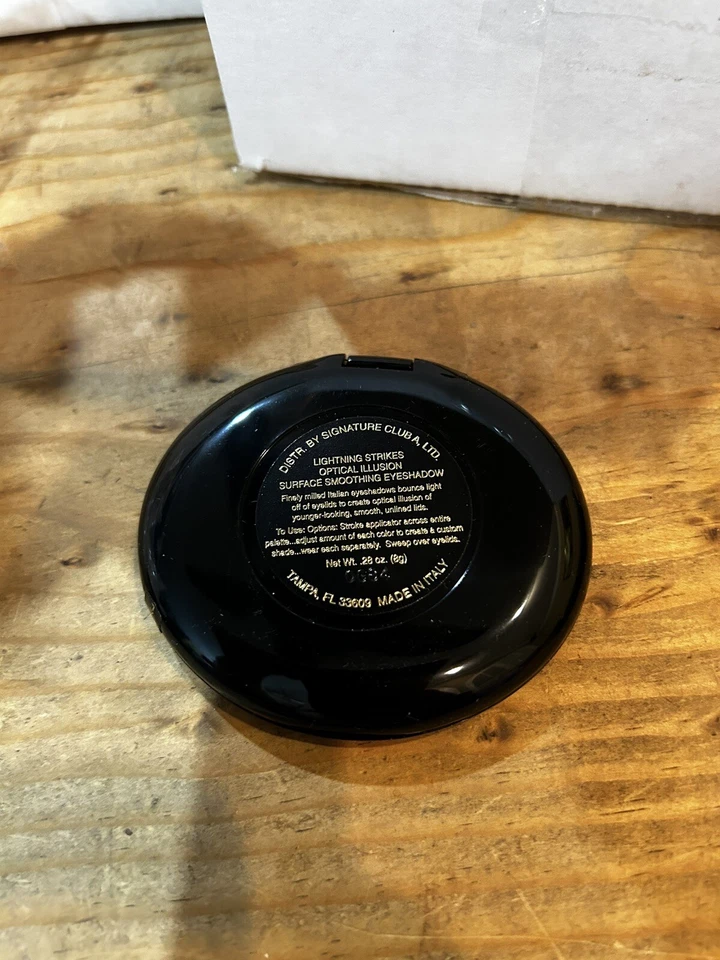 DISTR. BY SIGNATURE CLUB A, LTD.
LIGHTNING STRIKES
OPTICAL ILLUSION
SURFACE SMOOTHING EYESHADOW
Finely milled Italian eyeshadows bounce light
off of eyelids to create optical illusion of
younger-looking, smooth, unlined lids.
To Use: Options: Stroke applicator across entire
palette...adjust amount of each color to create a custom
shade...wear each separately. Sweep over eyelids.
Net Wt. .28 oz. (8g)
TAMPA, FL 33609 MADE IN ITALY